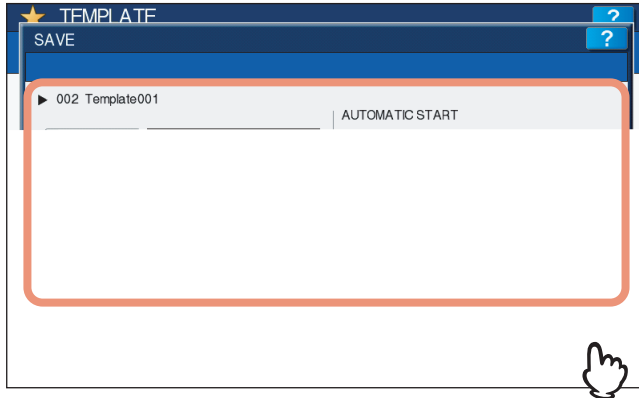 TEMPLATE ?
SAVE ?
▶ 002 Template001
AUTOMATIC START